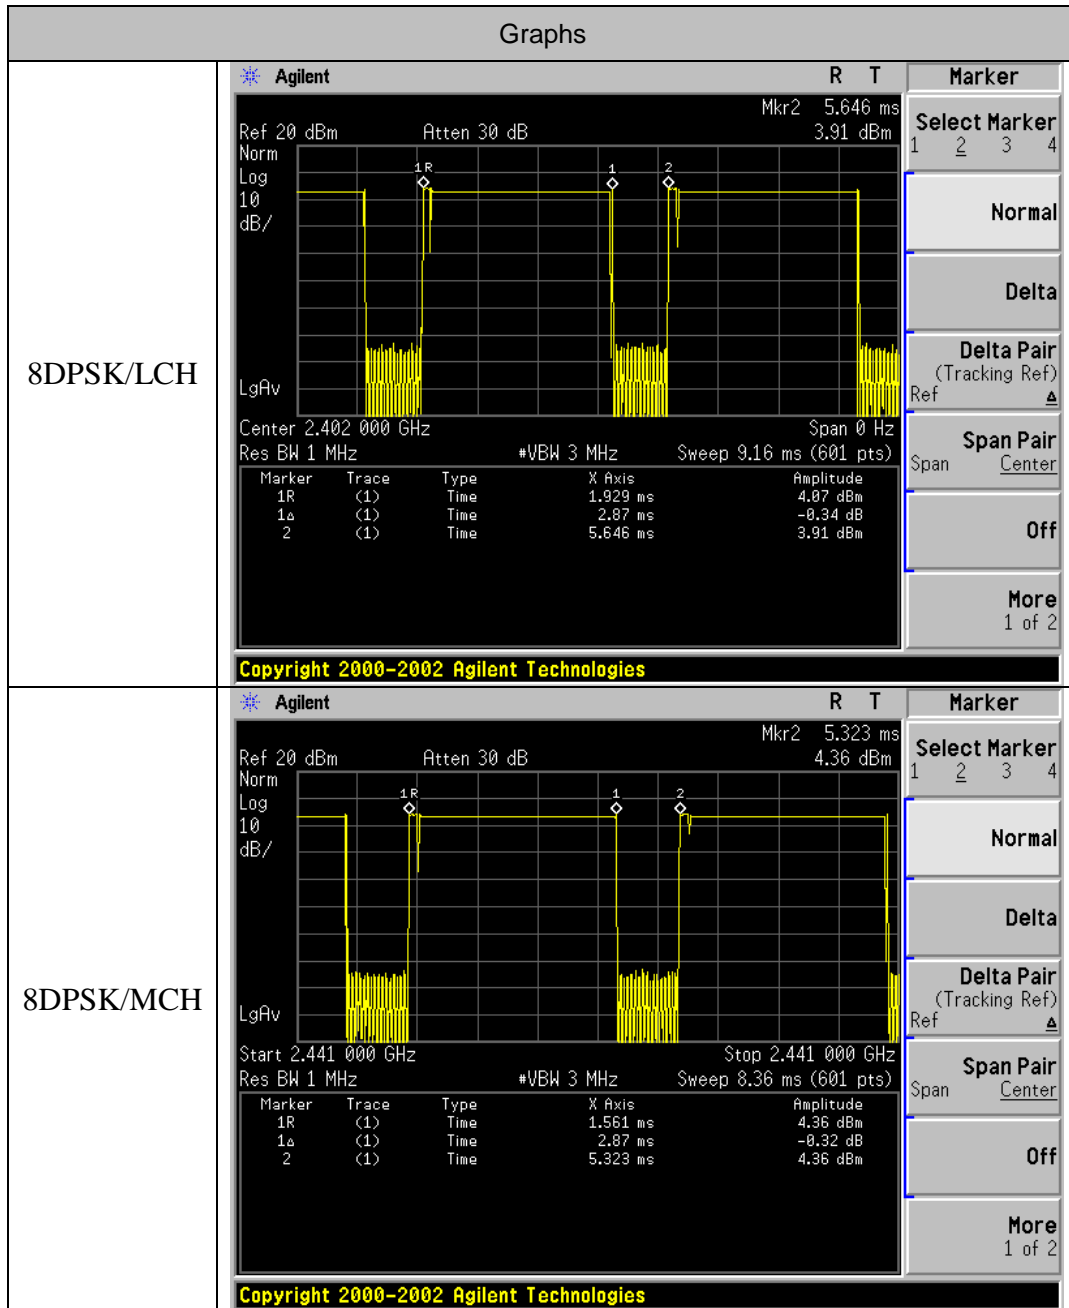 Graphs
8DPSK/LCH
Agilent R T Marker
Mkr2 5.646 ms
Ref 20 dBm Atten 30 dB 3.91 dBm
Norm
Log
10
dB/
1R 1 2
LgAv
Center 2.402 000 GHz Span 0 Hz
Res BW 1 MHz #VBW 3 MHz Sweep 9.16 ms (601 pts)
Marker Trace Type X Axis Amplitude
1R (1) Time 1.929 ms 4.07 dBm
1Δ (1) Time 2.87 ms -0.34 dB
2 (1) Time 5.646 ms 3.91 dBm
Select Marker
1 2 3 4
Normal
Delta
Delta Pair
(Tracking Ref)
Ref Δ
Span Pair
Span Center
Off
More
1 of 2
Copyright 2000-2002 Agilent Technologies
8DPSK/MCH
Agilent R T Marker
Mkr2 5.323 ms
Ref 20 dBm Atten 30 dB 4.36 dBm
Norm
Log
10
dB/
1R 1 2
LgAv
Start 2.441 000 GHz Stop 2.441 000 GHz
Res BW 1 MHz #VBW 3 MHz Sweep 8.36 ms (601 pts)
Marker Trace Type X Axis Amplitude
1R (1) Time 1.561 ms 4.36 dBm
1Δ (1) Time 2.87 ms -0.32 dB
2 (1) Time 5.323 ms 4.36 dBm
Select Marker
1 2 3 4
Normal
Delta
Delta Pair
(Tracking Ref)
Ref Δ
Span Pair
Span Center
Off
More
1 of 2
Copyright 2000-2002 Agilent Technologies